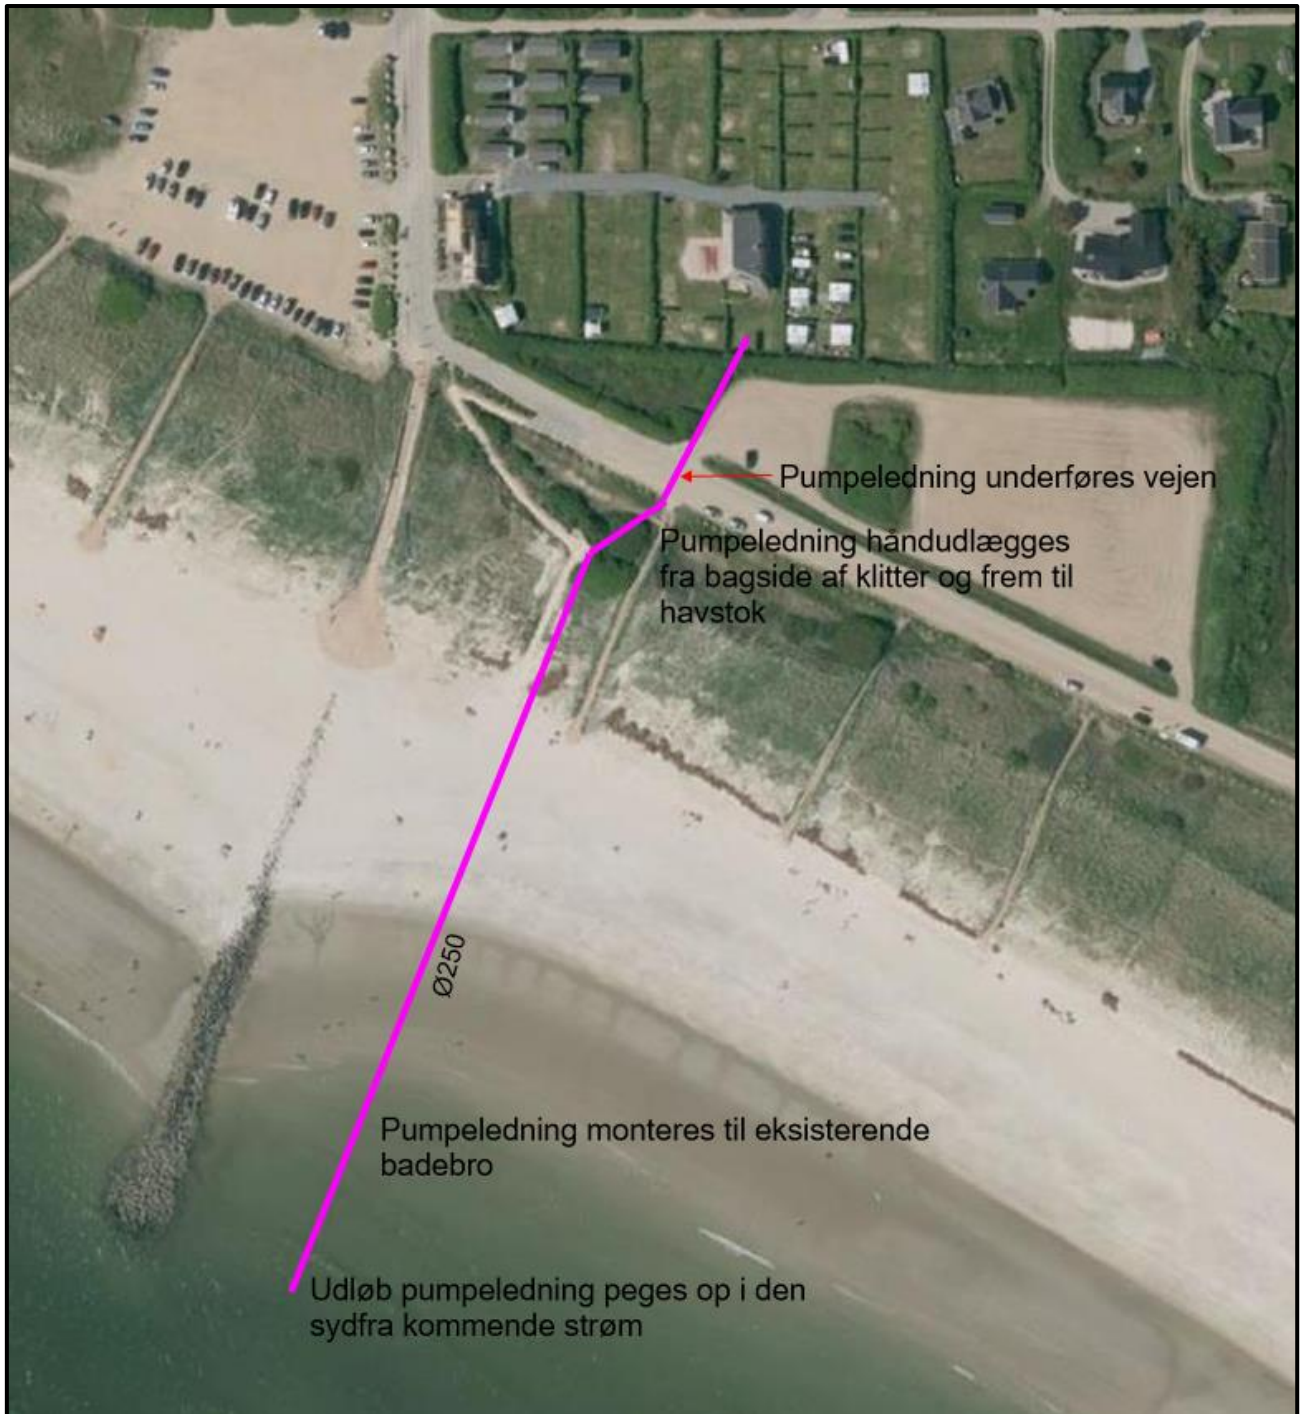 Pumpeledning underføres vejen
Pumpeledning håndudlægges
fra bagside af klitter og frem til
havstok
Ø250
Pumpeledning monteres til eksisterende
badebro
Udløb pumpeledning peges op i den
sydfra kommende strøm